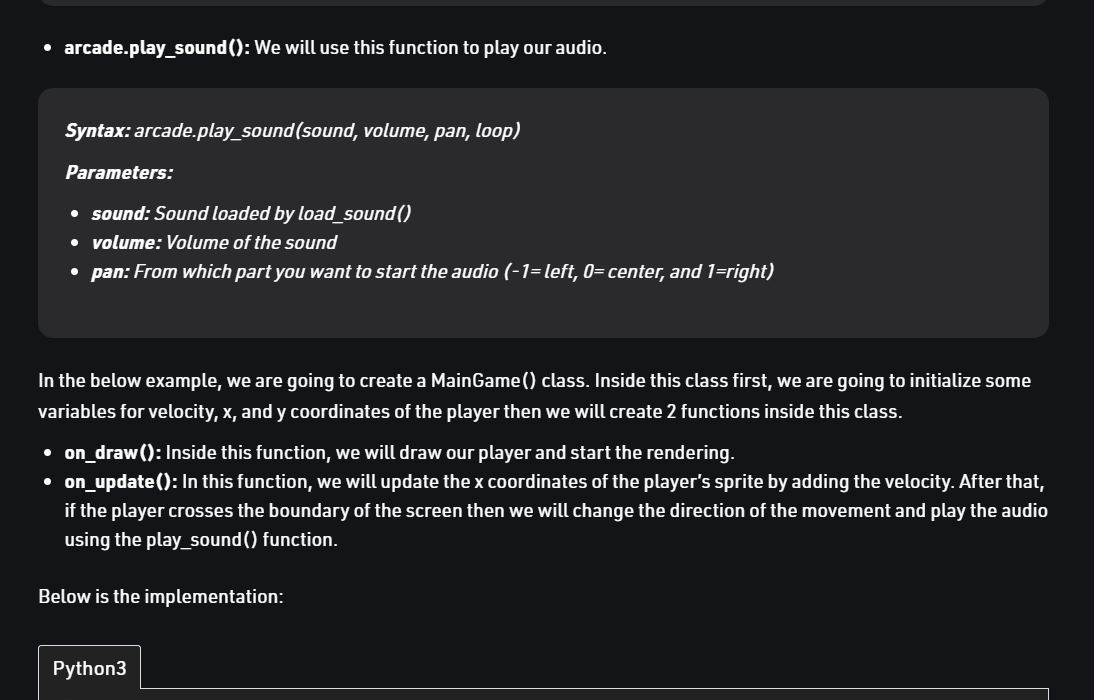 • arcade.play_sound(): We will use this function to play our audio.
Syntax: arcade.play_sound(sound, volume, pan, loop)
Parameters:
• sound: Sound loaded by load_sound()
• volume: Volume of the sound
• pan: From which part you want to start the audio (-1= left, 0= center, and 1=right)
In the below example, we are going to create a MainGame() class. Inside this class first, we are going to initialize some
variables for velocity, x, and y coordinates of the player then we will create 2 functions inside this class.
• on_draw(): Inside this function, we will draw our player and start the rendering.
• on_update(): In this function, we will update the x coordinates of the player’s sprite by adding the velocity. After that,
if the player crosses the boundary of the screen then we will change the direction of the movement and play the audio
using the play_sound() function.
Below is the implementation:
Python3